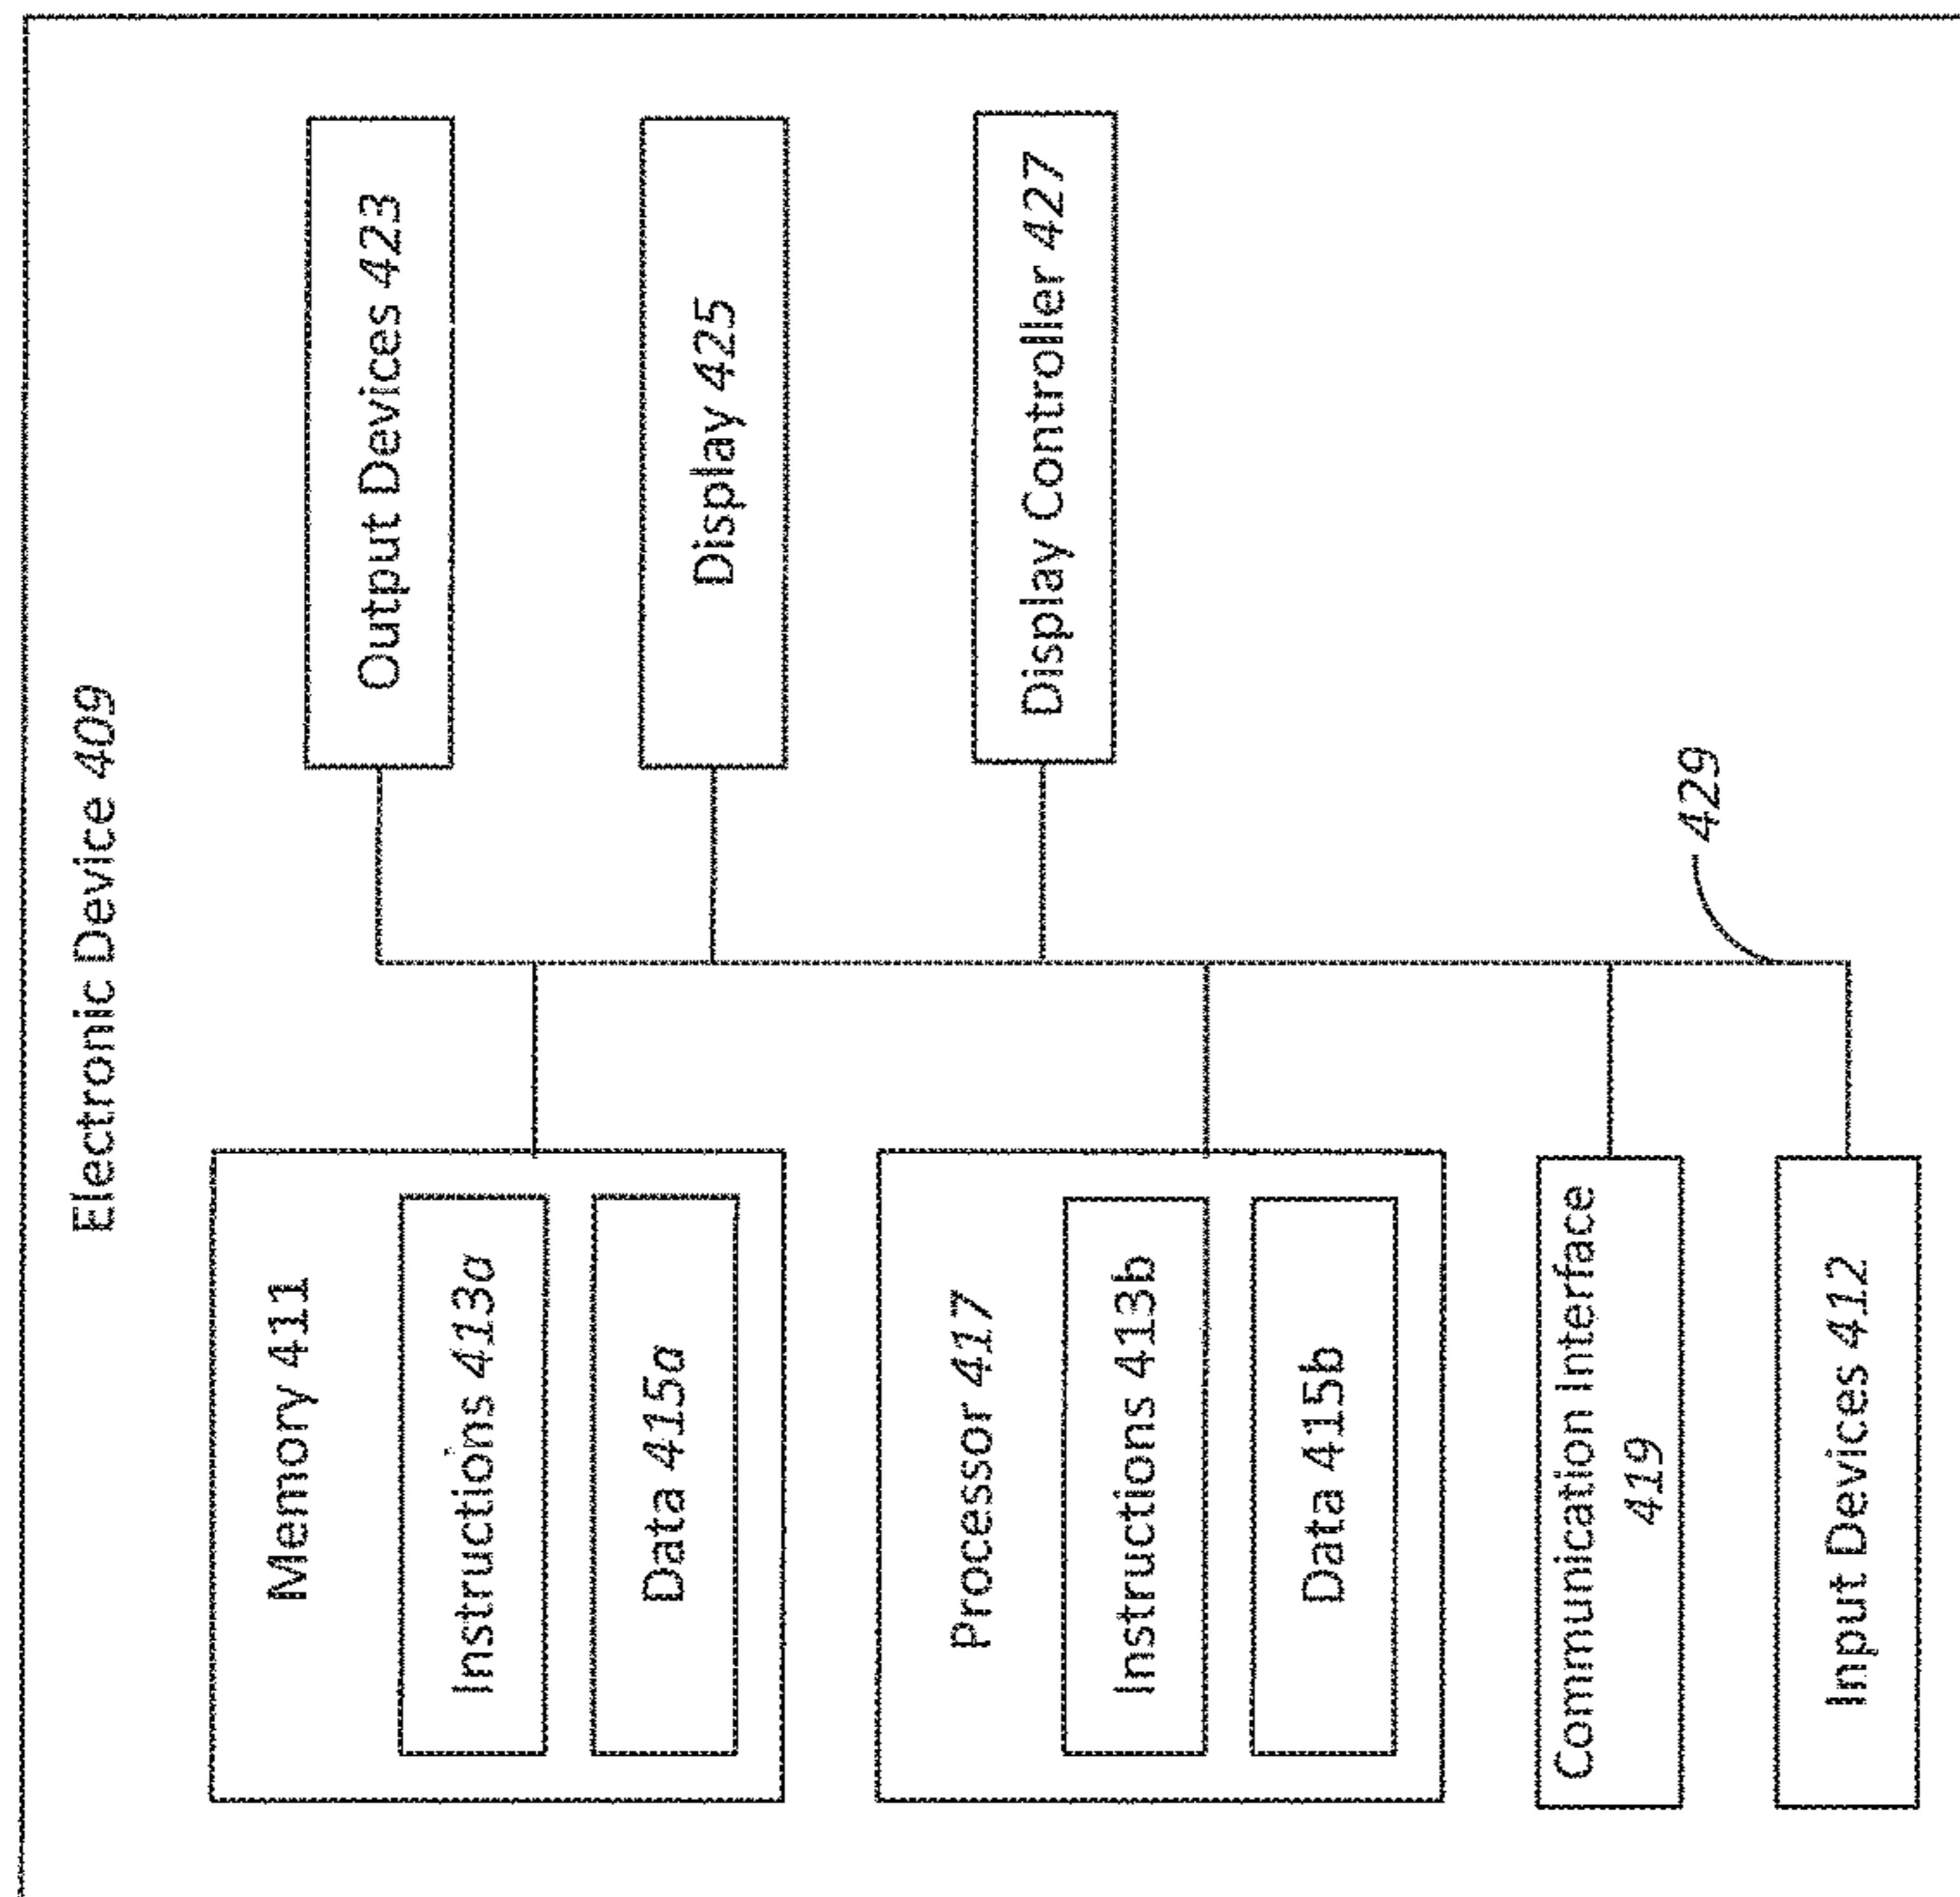 Electronic Device 409
Memory 411
Instructions 413a
Data 415a
Processor 417
Instructions 413b
Data 415b
Communication Interface
419
Input Devices 412
Output Devices 423
Display 425
Display Controller 427
429